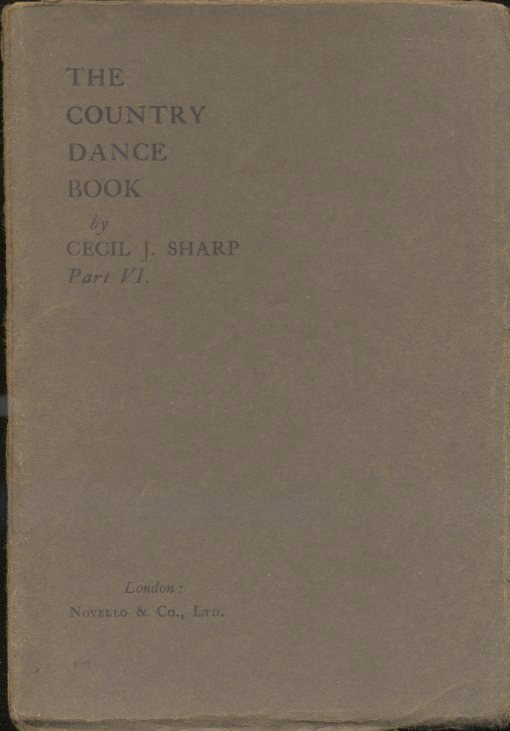 THE
COUNTRY
DANCE
BOOK
by
CECIL J. SHARP
Part VI.
London:
NOVELLO & CO., LTD.